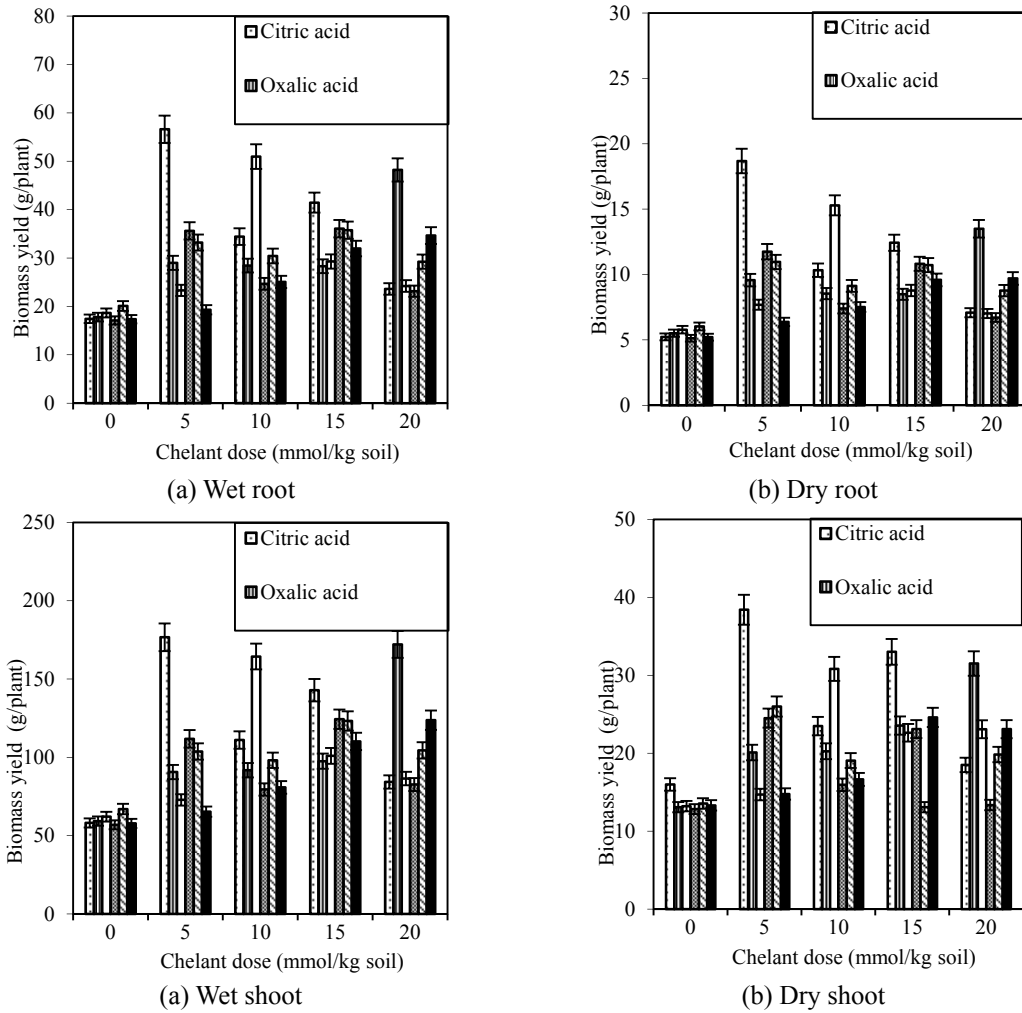 80
70
60
50
40
30
20
10
0
Biomass yield (g/plant)
Citric acid
Oxalic acid
0 5 10 15 20
Chelant dose (mmol/kg soil)
(a) Wet root
30
25
20
15
10
5
0
Biomass yield (g/plant)
Citric acid
Oxalic acid
0 5 10 15 20
Chelant dose (mmol/kg soil)
(b) Dry root
250
200
150
100
50
0
Biomass yield (g/plant)
Citric acid
Oxalic acid
0 5 10 15 20
Chelant dose (mmol/kg soil)
(a) Wet shoot
50
40
30
20
10
0
Biomass yield (g/plant)
Citric acid
Oxalic acid
0 5 10 15 20
Chelant dose (mmol/kg soil)
(b) Dry shoot